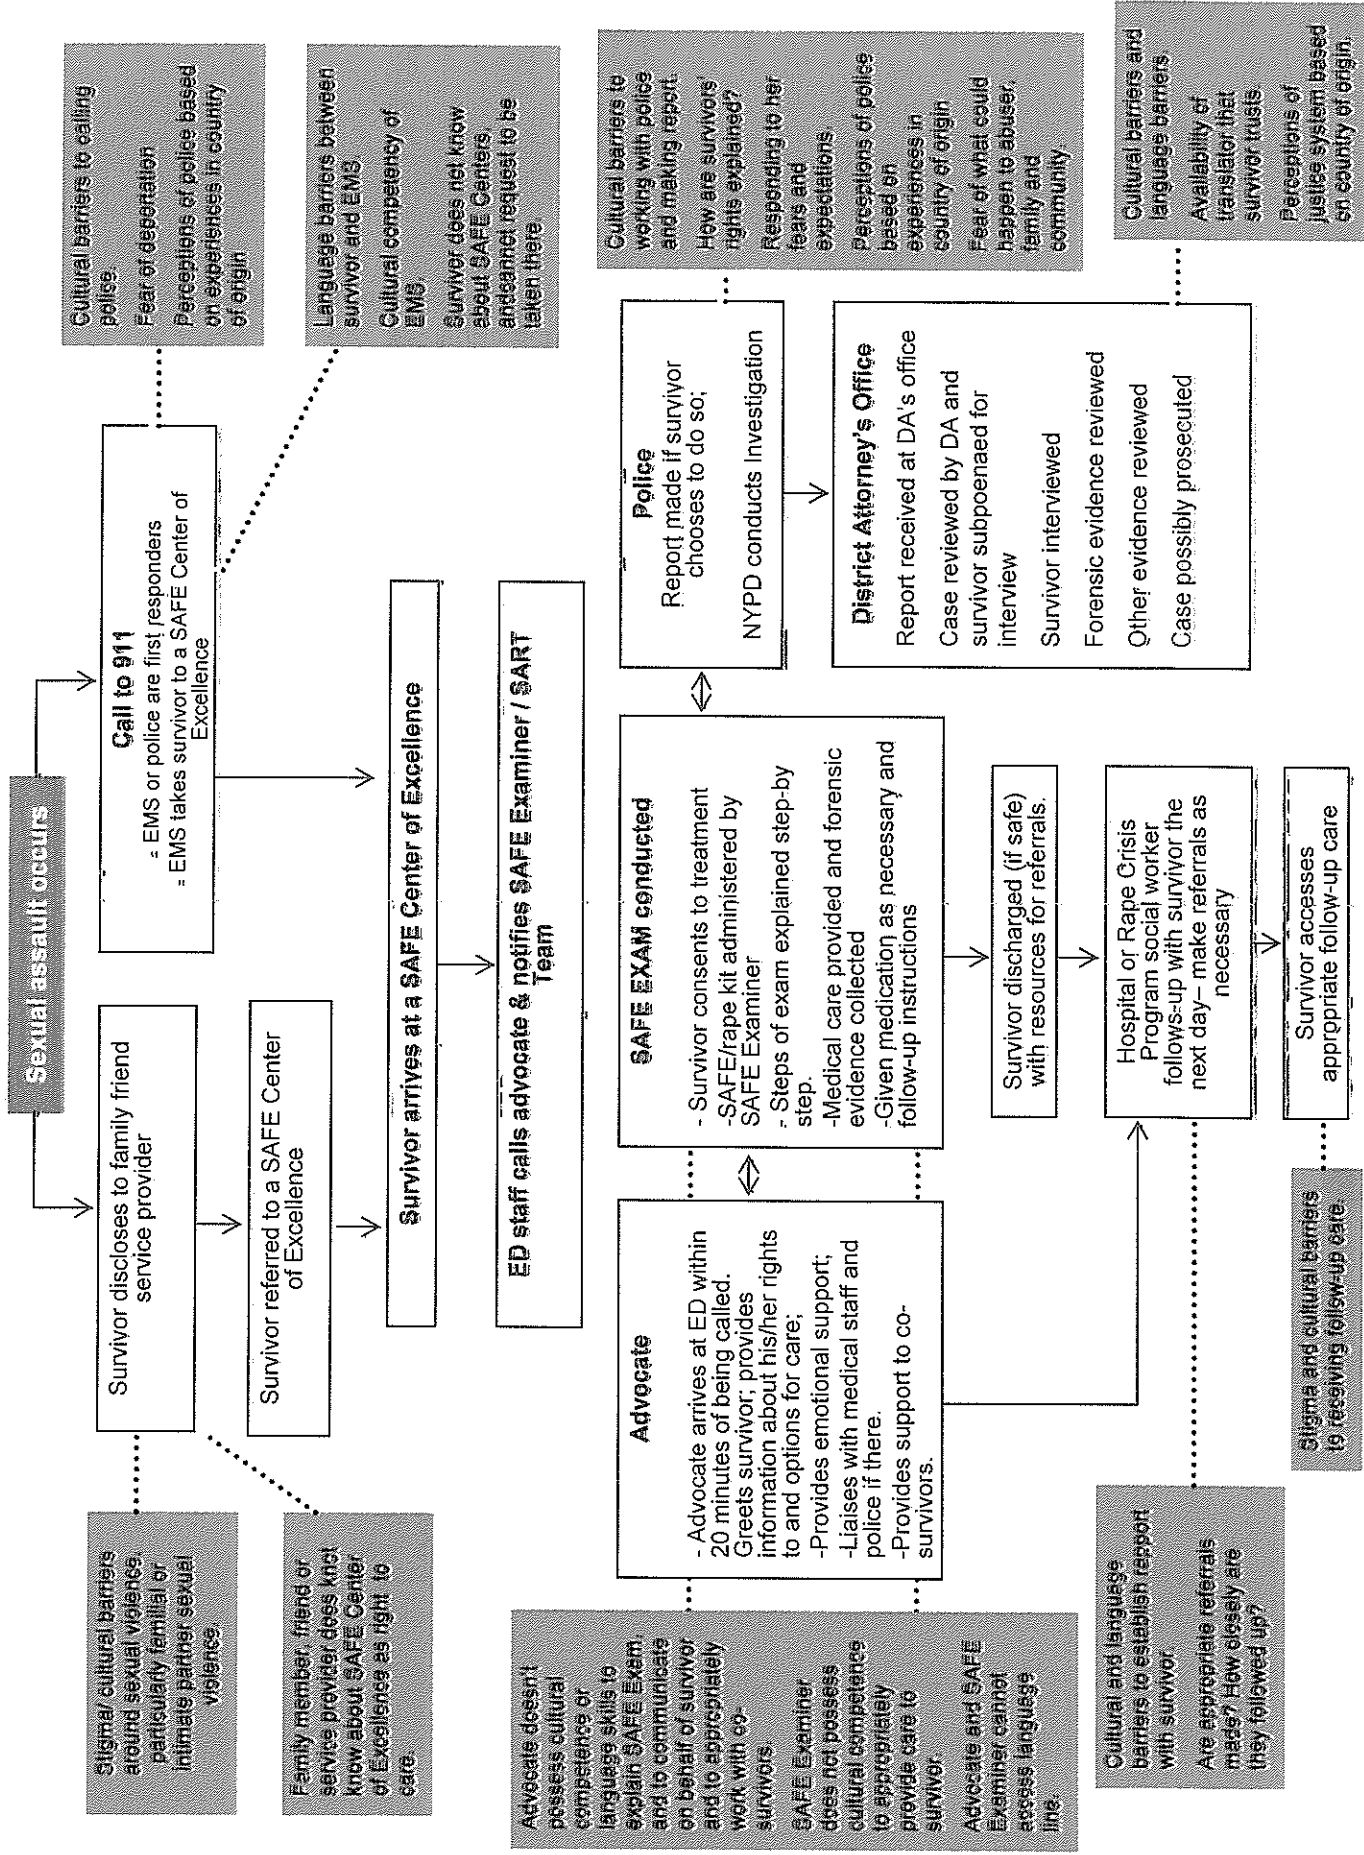 Sexual assault occurs
Stigma/ cultural barriers
around sexual violence,
particularly familial or
intimate partner sexual
violence
Survivor discloses to family friend
service provider
Call to 911
= EMS or police are first responders
= EMS takes survivor to a SAFE Center of
Excellence
Cultural barriers to calling
police.
Fear of deportation
Perceptions of police based
on experiences in country
of origin
Family member, friend or
service provider does knot
know about SAFE Center
of Excellence as right to
care.
Survivor referred to a SAFE Center
of Excellence
Language barriers between
survivor and EMS
Cultural competency of
EMS.
Survivor does not know
about SAFE Centers
andcannot request to be
taken there.
Survivor arrives at a SAFE Center of Excellence
ED staff calls advocate & notifies SAFE Examiner / SART
Team
Advocate doesn't
possess cultural
competence or
language skills to
explain SAFE Exam,
and to communicate
on behalf of survivor
and to appropriately
work with co-
survivors.
SAFE Examiner
does not possess
cultural competence
to appropriately
provide care to
survivor.
Advocate and SAFE
Examiner cannot
access language
line.
Advocate
- Advocate arrives at ED within
20 minutes of being called.
Greets survivor; provides
information about his/her rights
to and options for care;
-Provides emotional support;
-Liaises with medical staff and
police if there.
-Provides support to co-
survivors.
SAFE EXAM conducted
- Survivor consents to treatment
-SAFE/rape kit administered by
SAFE Examiner
- Steps of exam explained step-by
step.
-Medical care provided and forensic
evidence collected
-Given medication as necessary and
follow-up instructions
Police
Report made if survivor
chooses to do so;
NYPD conducts Investigation
Cultural barriers to
working with police
and making report.
How are survivors'
rights explained?
Responding to her
fears and
expectations.
Perceptions of police
based on
experiences in
country of origin
Fear of what could
happen to abuser,
family and
community.
District Attorney's Office
Report received at DA's office
Case reviewed by DA and
survivor subpoenaed for
interview
Survivor interviewed
Forensic evidence reviewed
Other evidence reviewed
Case possibly prosecuted
Survivor discharged (if safe)
with resources for referrals.
Cultural and language
barriers to establish report
with survivor.
Are appropriate referrals
made? How closely are
they followed up?
Hospital or Rape Crisis
Program social worker
follows-up with survivor the
next day– make referrals as
necessary
Cultural barriers and
language barriers.
Availability of
translator that
survivor trusts
Perceptions of
justice system based
on country of origin.
Stigma and cultural barriers
to receiving follow-up care.
Survivor accesses
appropriate follow-up care